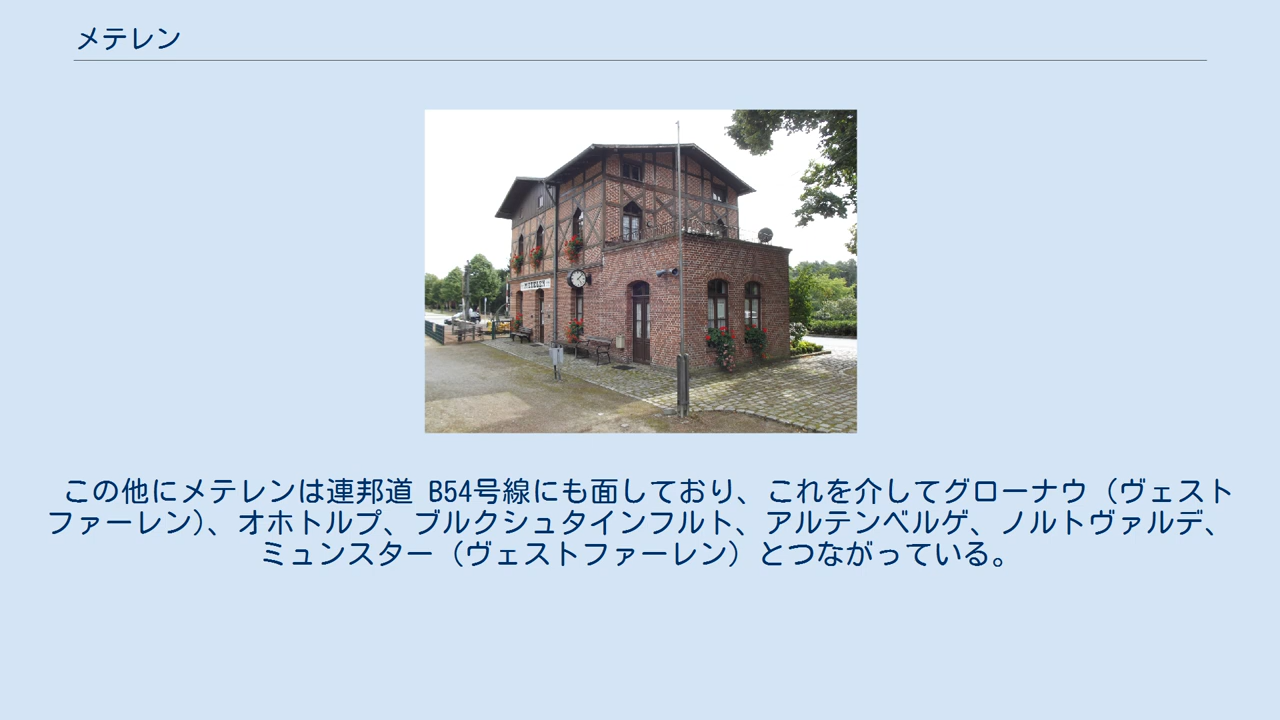 メテレン
METELEN
この他にメテレンは連邦道 B54号線にも面しており、これを介してグローナウ（ヴェスト
ファーレン）、オホトルプ、ブルクシュタインフルト、アルテンベルゲ、ノルトヴァルデ、
ミュンスター（ヴェストファーレン）とつながっている。